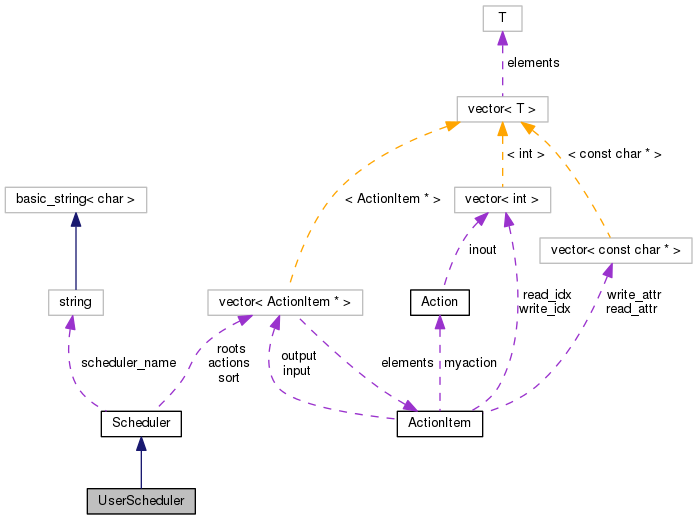 T
elements
vector< T >
< int >
< const char * >
basic_string< char >
< ActionItem * >
vector< int >
vector< const char * >
inout
string
vector< ActionItem * >
Action
read_idx
write_idx
write_attr
read_attr
scheduler_name
roots
actions
sort
output
input
elements
myaction
Scheduler
ActionItem
UserScheduler